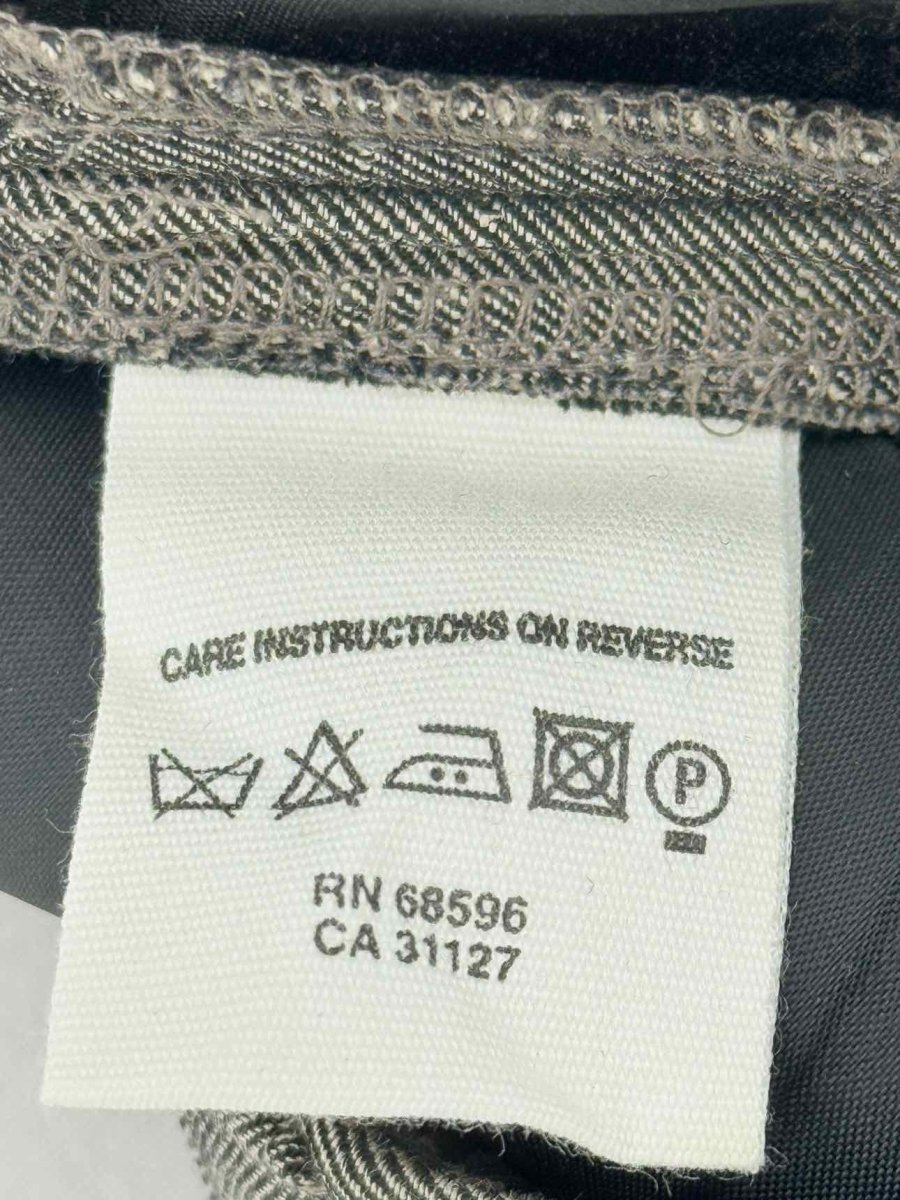 CARE INSTRUCTIONS ON REVERSE
P
RN 68596
CA 31127